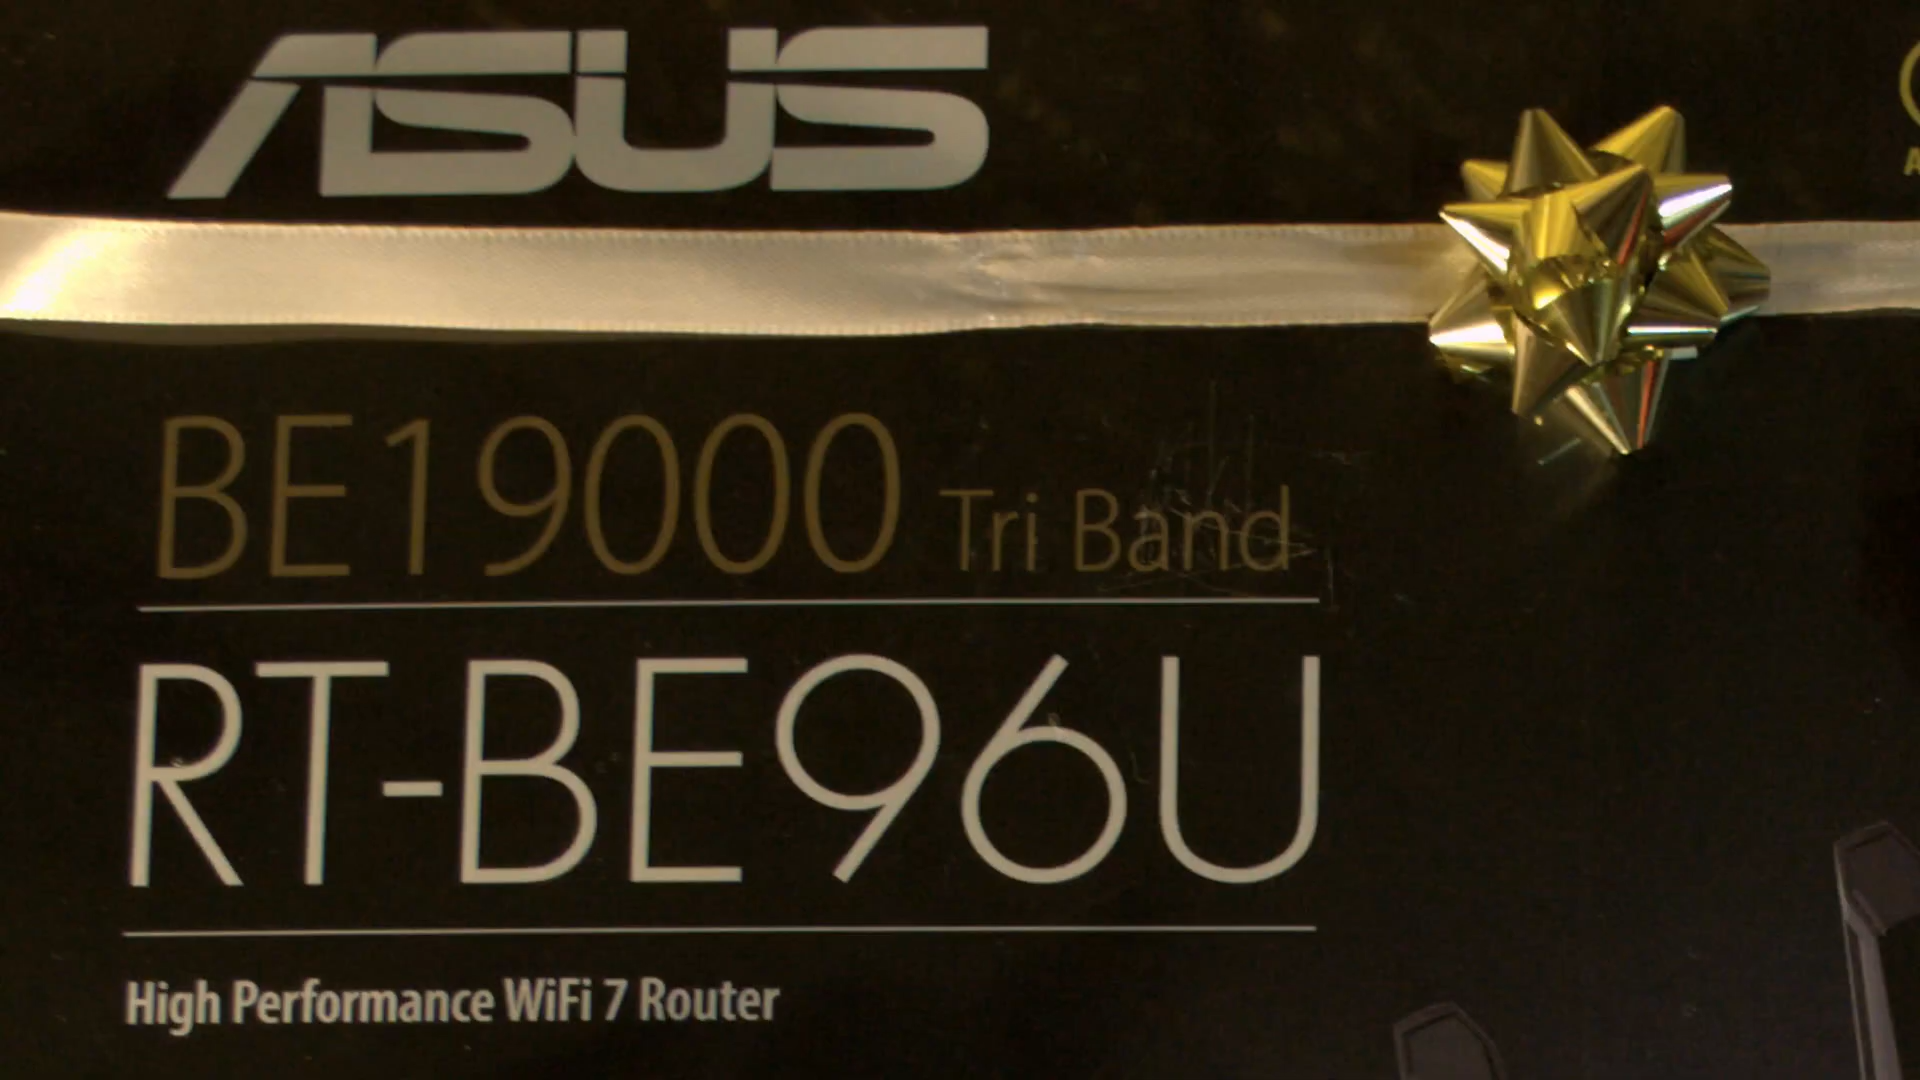 ASUS
BE19000 Tri Band
RT-BE96U
High Performance WiFi 7 Router